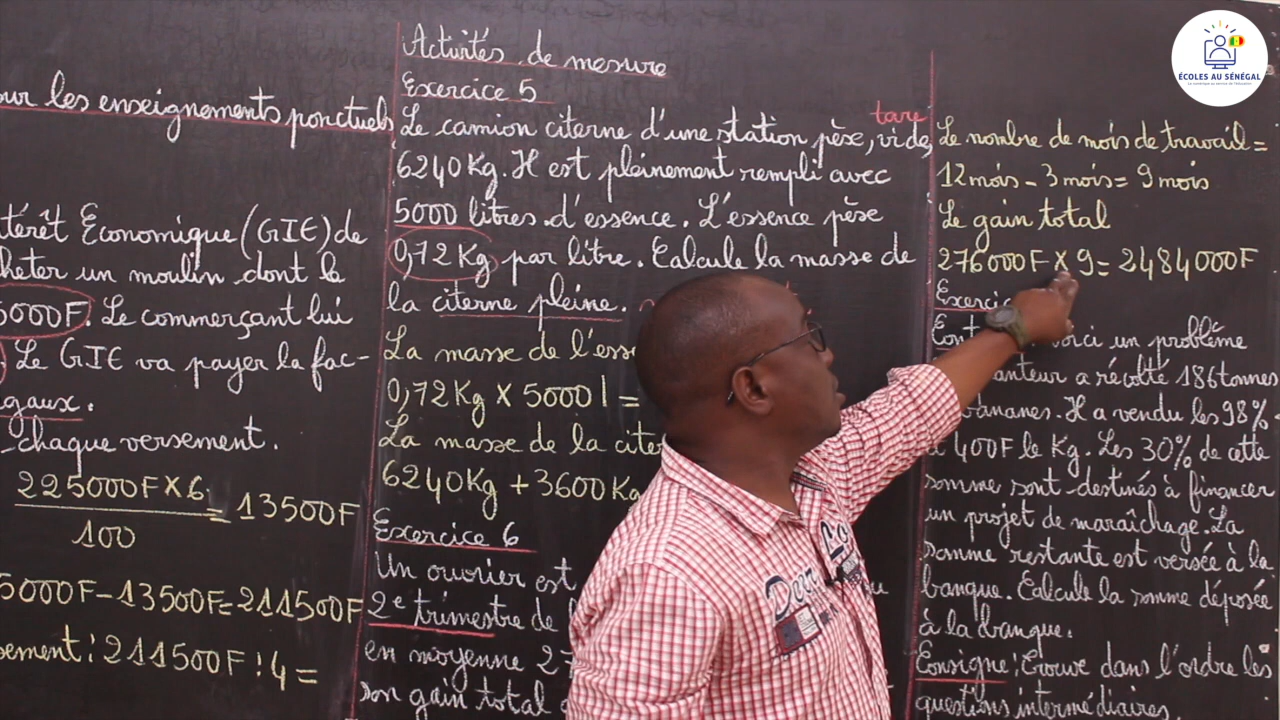 our les enseignements ponctuels
térêt Economique (GIE) de
heter un moulin dont le
5000F. Le commerçant lui
Le GIE va payer la fac-
gaux.
chaque versement.
225000F X 6 = 13500F
100
5000F - 13500F = 211500F
sement : 211500F : 4 =
Activités de mesure
Exercice 5
tare
Le camion citerne d'une station pèse, vide,
6240 Kg. Il est pleinement rempli avec
5000 litres d'essence. L'essence pèse
0,72 Kg par litre. Calcule la masse de
la citerne pleine.
La masse de l'esse
0,72 Kg X 5000 l =
La masse de la citer
6240 Kg + 3600 Kg
Exercice 6
Un ouvrier est
2e trimestre de
en moyenne 27
son gain total
Le nombre de mois de travail =
12 mois - 3 mois = 9 mois
Le gain total
276000F X 9 = 2484000F
Exercic
voici un problème
anteur a récolté 186 tonnes
bananes. Il a vendu les 98%
400F le Kg. Les 30% de cette
somme sont destinés à financer
un projet de maraîchage. La
somme restante est versée à la
banque. Calcule la somme déposée
à la banque.
Consigne : Trouve dans l'ordre les
questions intermédiaires.
ÉCOLES AU SÉNÉGAL